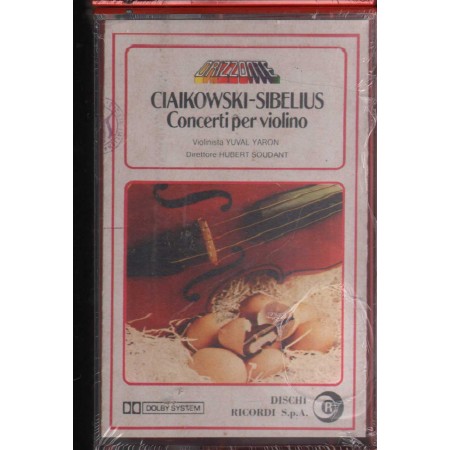 ORIZZONTE
CIAIKOWSKI-SIBELIUS
Concerti per violino
Violinista YUVAL YARON
Direttore HUBERT SOUDANT
DOLBY SYSTEM
DISCHI
RICORDI S.p.A.
R